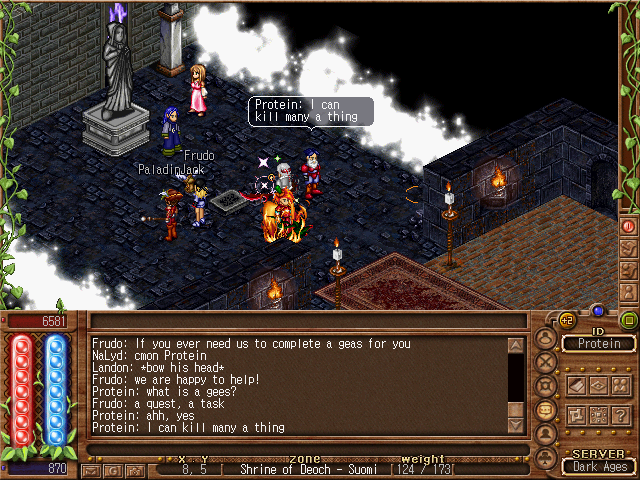 Protein: I can
kill many a thing
Frudo
PaladinJack
6581
Frudo: If you ever need us to complete a geas for you
NaLyd: cmon Protein
Landon: *bow his head*
Frudo: we are happy to help!
Protein: what is a gees?
Frudo: a quest, a task
Protein: ahh, yes
Protein: I can kill many a thing
+2
ID
Protein
?
870
x y zone weight
8, 5 [ Shrine of Deoch - Suomi [124 / 173[
SERVER
Dark Ages